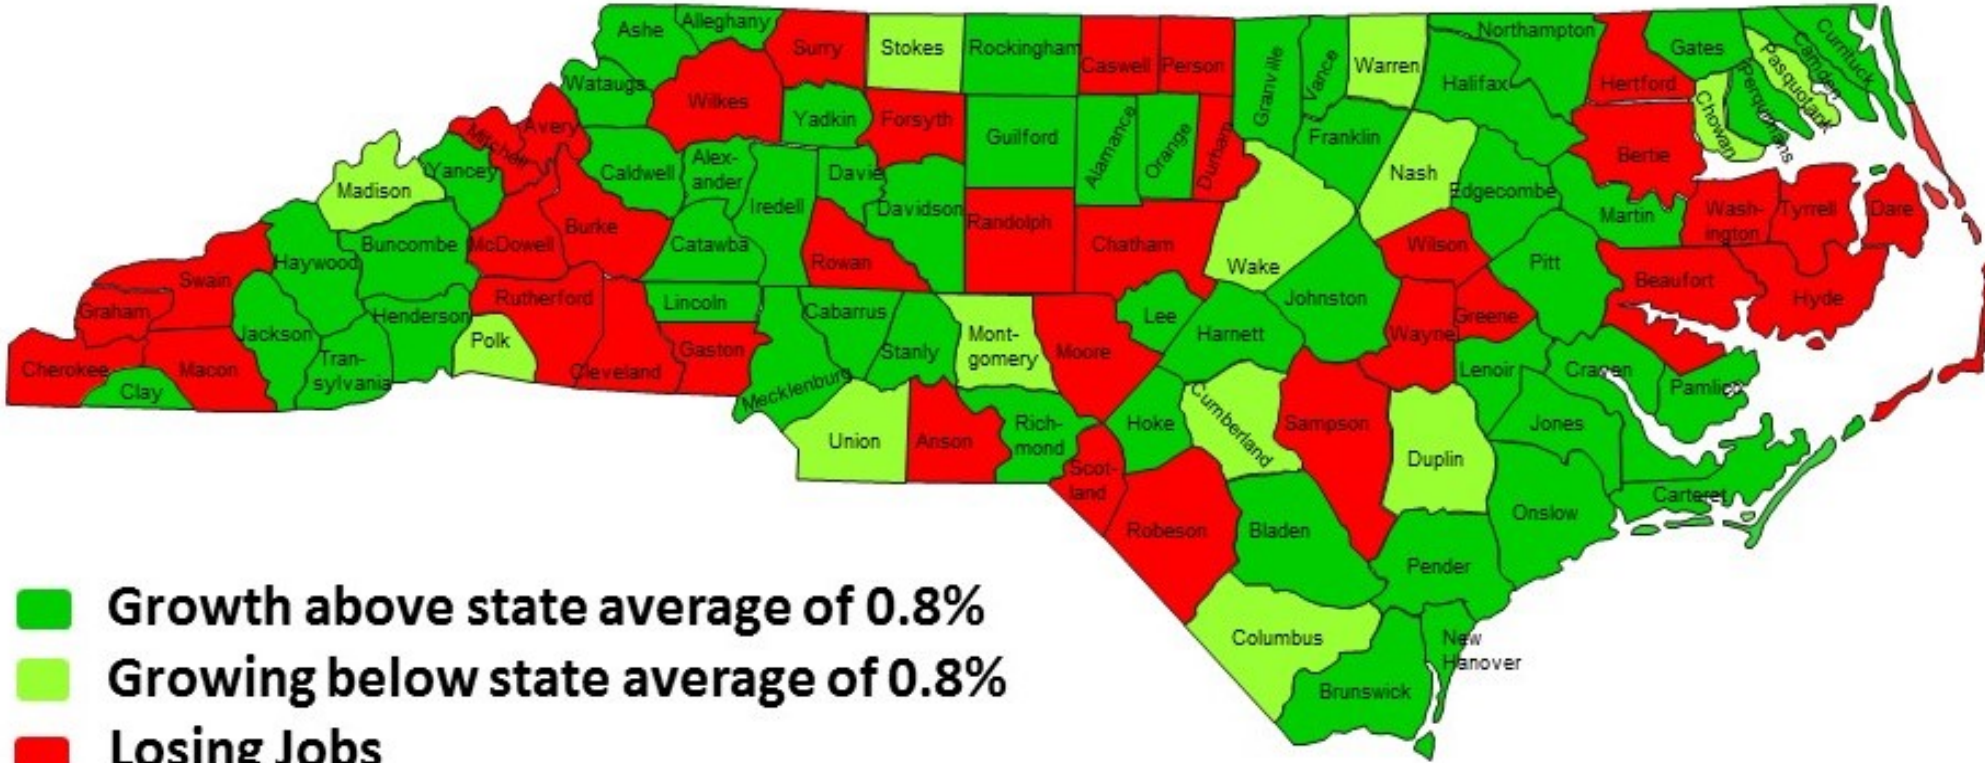 Ashe
Alleghany
Surry
Stokes
Rockingham
Caswell
Person
Granville
Vance
Warren
Northampton
Halifax
Hertford
Gates
Pasquotank
Camden
Currituck
Perquimans
Chowan
Watauga
Wilkes
Yadkin
Forsyth
Guilford
Alamance
Orange
Durham
Franklin
Nash
Edgecombe
Bertie
Mitchell
Avery
Madison
Yancey
Caldwell
Alex-
ander
Iredell
Davie
Davidson
Randolph
Chatham
Wake
Wilson
Martin
Wash-
ington
Tyrrell
Dare
Swain
Haywood
Buncombe
McDowell
Burke
Catawba
Rowan
Johnston
Pitt
Beaufort
Hyde
Graham
Jackson
Henderson
Rutherford
Lincoln
Cabarrus
Lee
Harnett
Wayne
Greene
Cherokee
Clay
Macon
Tran-
sylvania
Polk
Cleveland
Gaston
Mecklenburg
Stanly
Mont-
gomery
Moore
Cumberland
Sampson
Lenoir
Craven
Pamlico
Union
Anson
Rich-
mond
Hoke
Duplin
Jones
Scot-
land
Robeson
Bladen
Onslow
Carteret
Pender
Columbus
New
Hanover
Brunswick
Growth above state average of 0.8%
Growing below state average of 0.8%
Losing Jobs